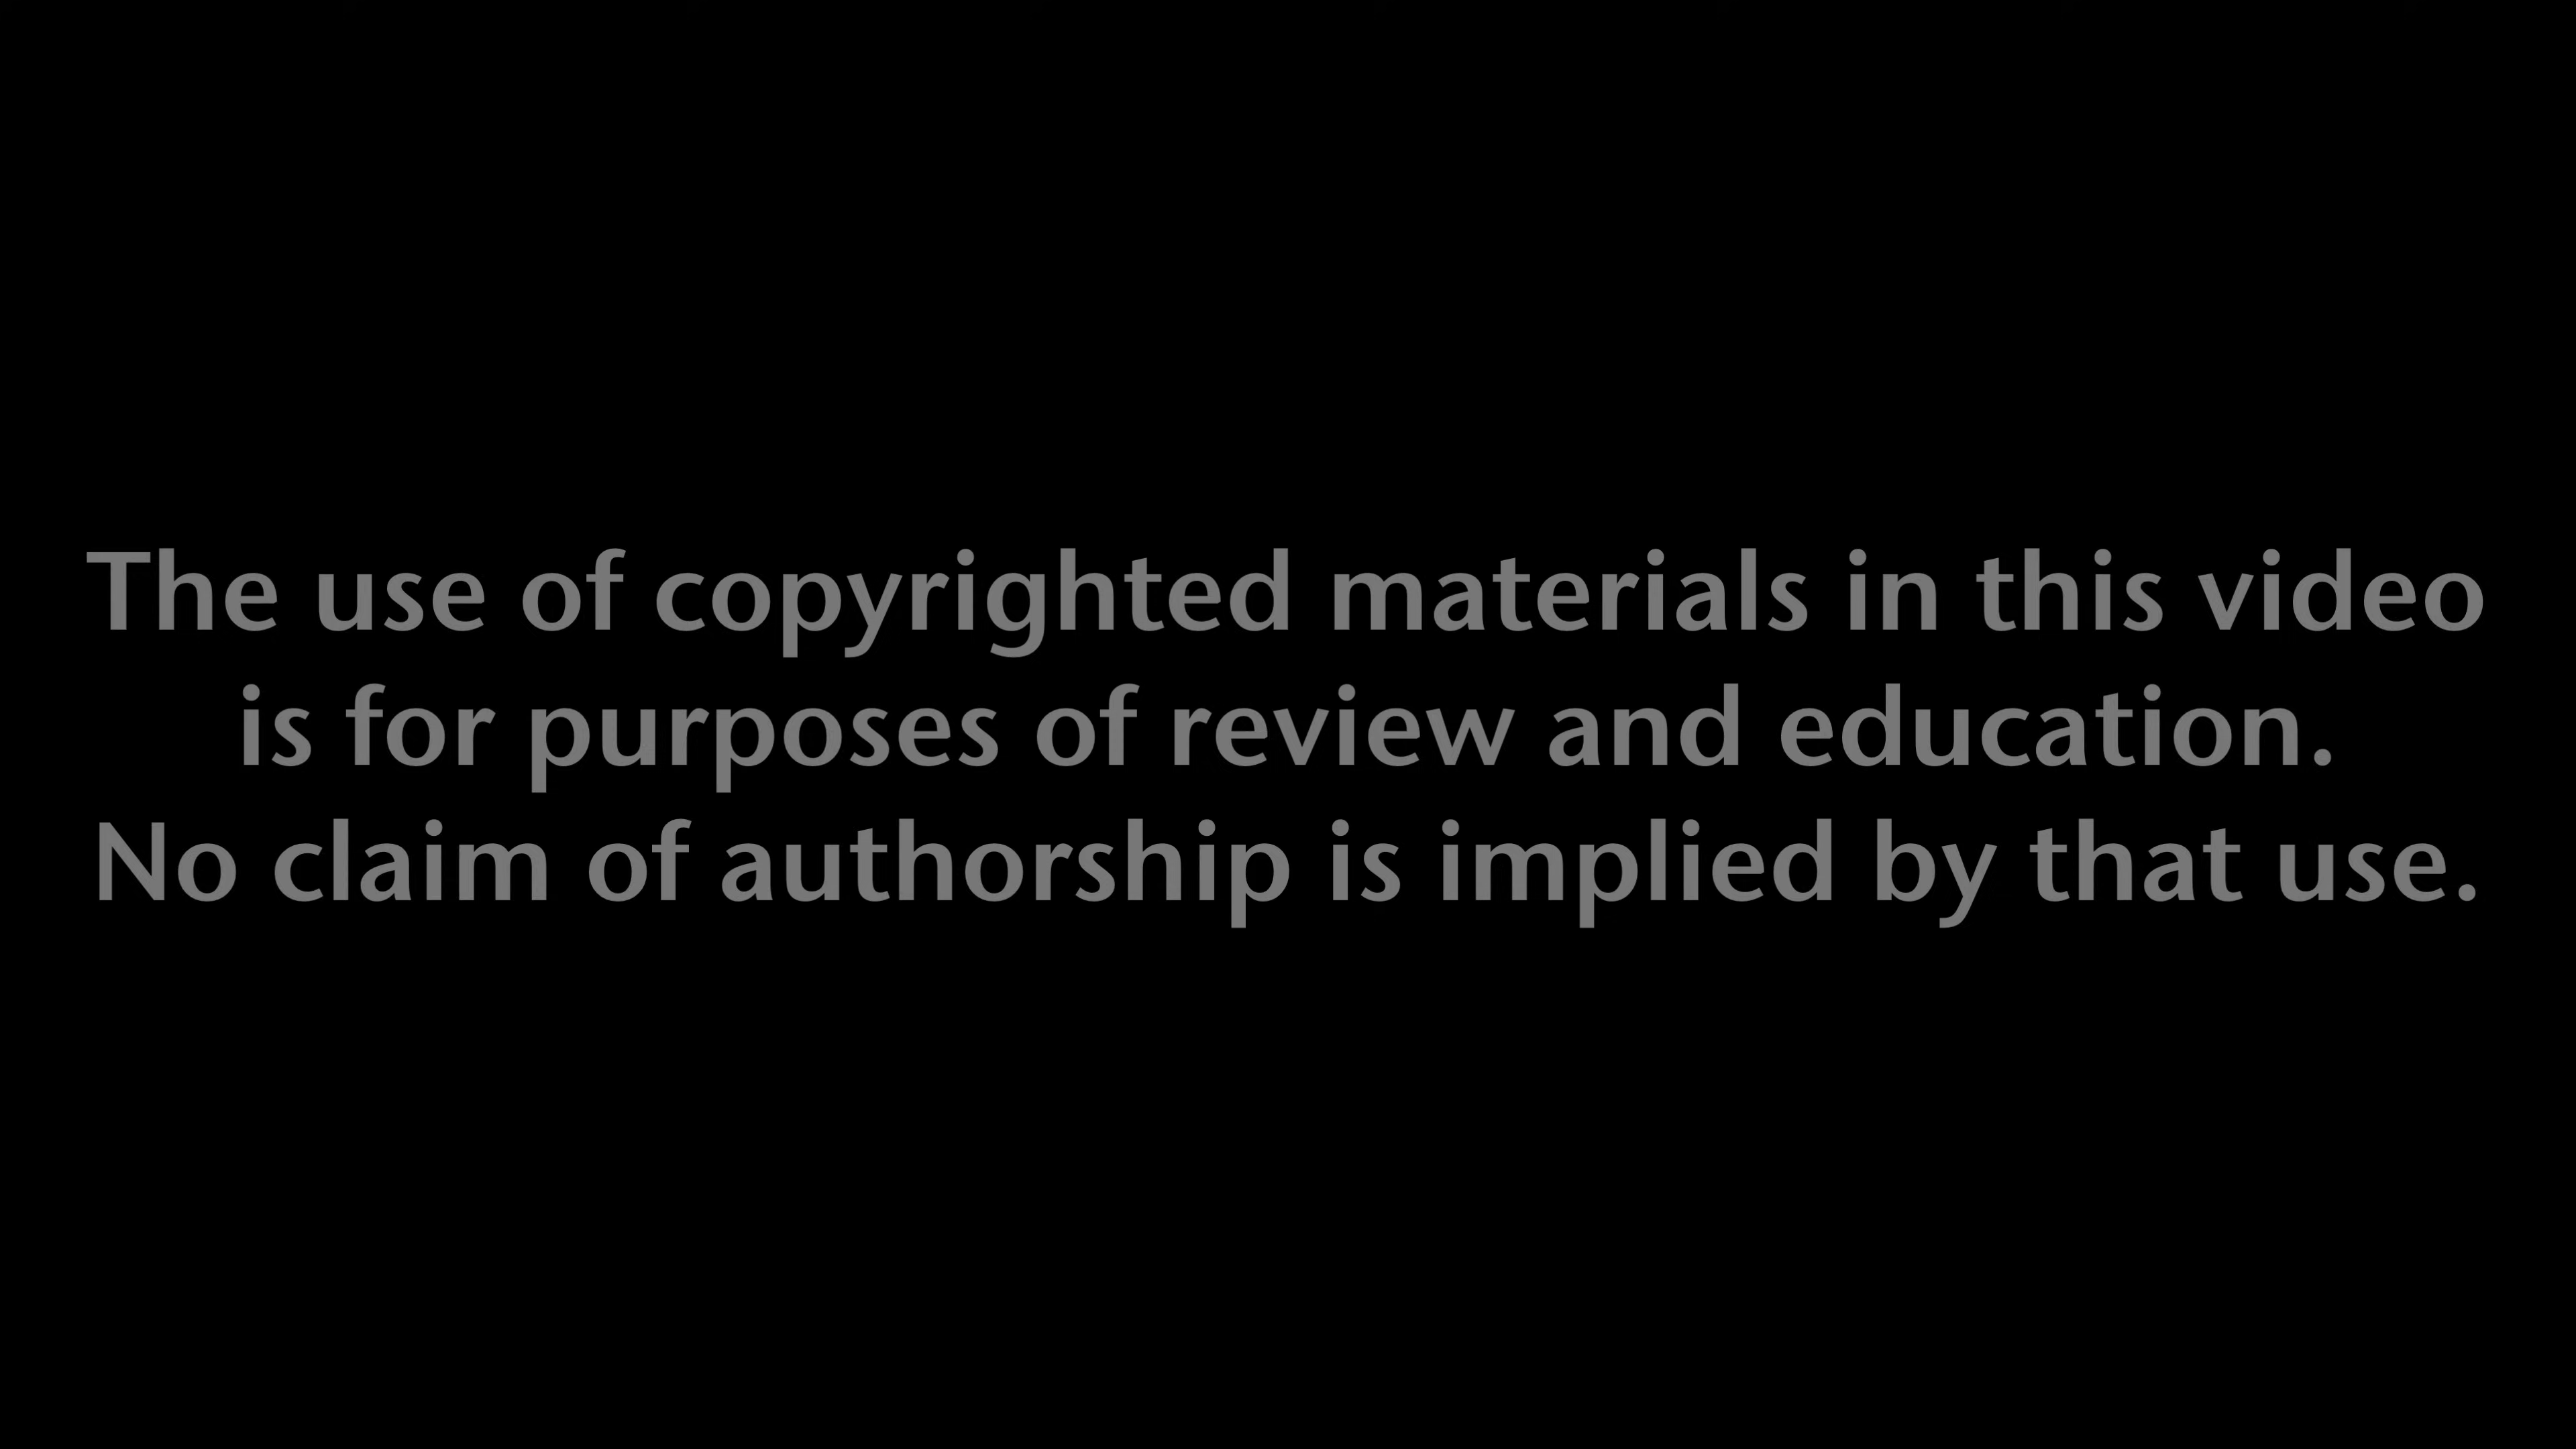 The use of copyrighted materials in this video
is for purposes of review and education.
No claim of authorship is implied by that use.